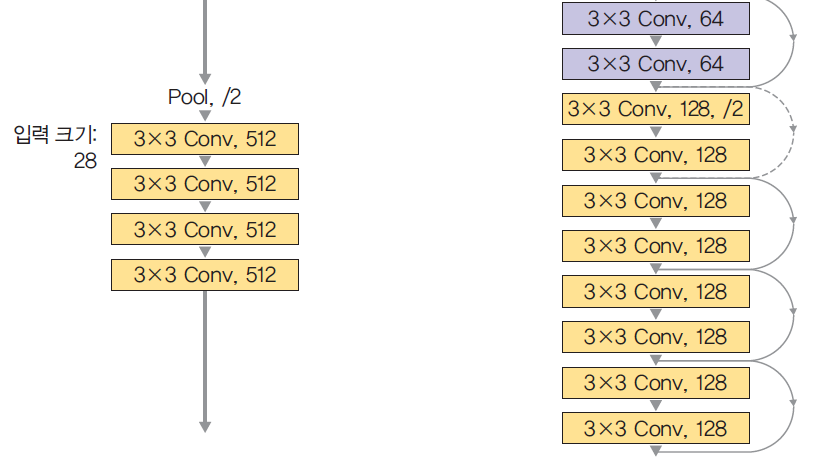 Pool, /2
입력 크기:
28
3×3 Conv, 512
3×3 Conv, 512
3×3 Conv, 512
3×3 Conv, 512
3×3 Conv, 64
3×3 Conv, 64
3×3 Conv, 128, /2
3×3 Conv, 128
3×3 Conv, 128
3×3 Conv, 128
3×3 Conv, 128
3×3 Conv, 128
3×3 Conv, 128
3×3 Conv, 128